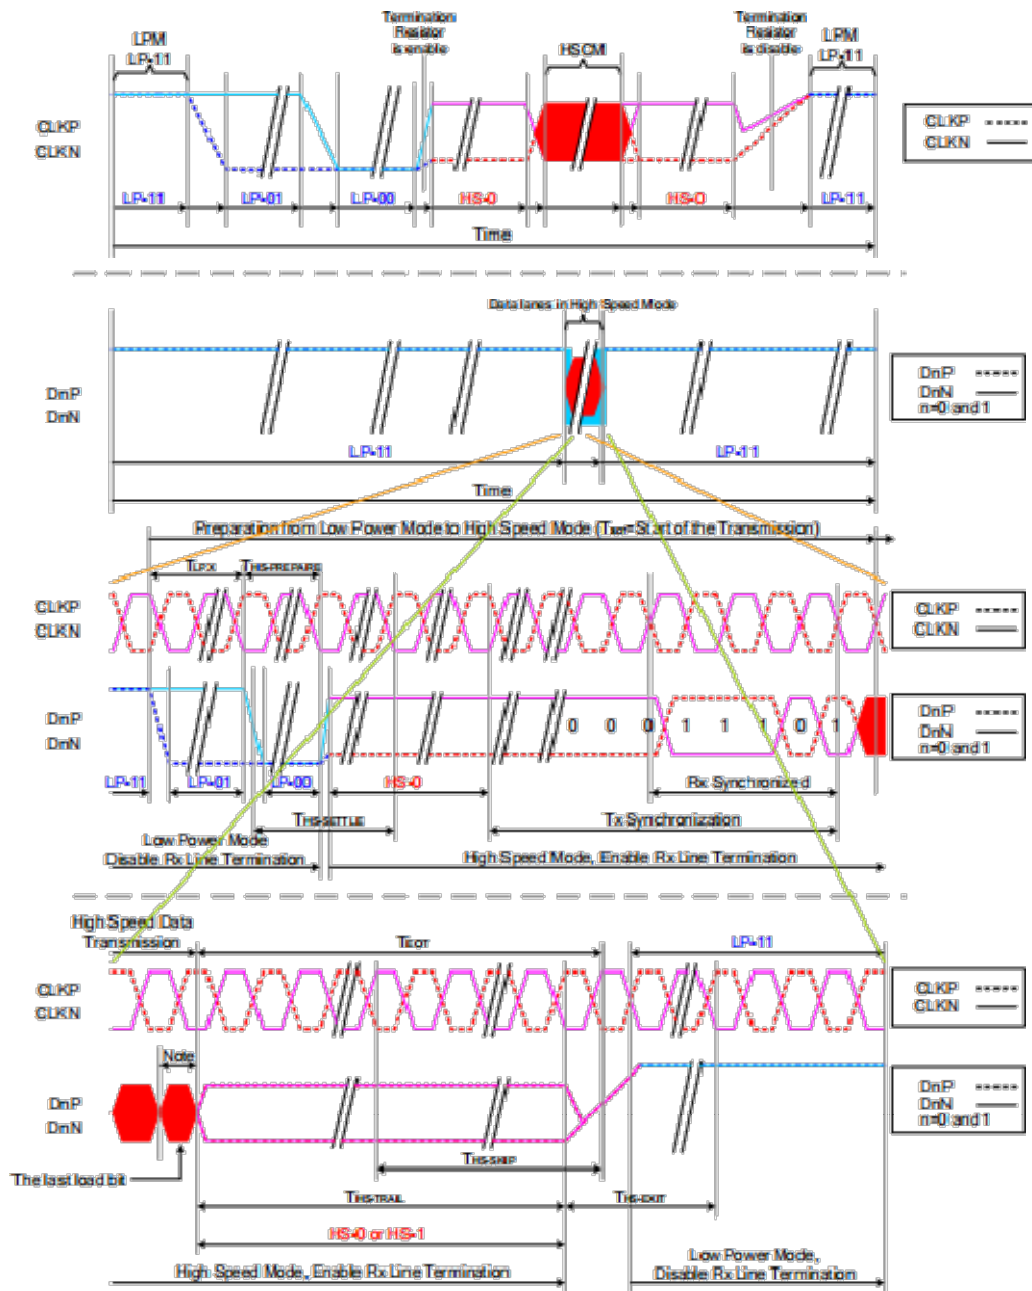 LPM
LP-11
Termination
Resistor
is enable
HSCM
Termination
Resistor
is disable
LPM
LP-11
CLKP
CLKN
CLKP
CLKN
LP-11
LP-01
LP-00
HS-0
HS-0
LP-11
Time
Data lanes in High Speed Mode
DnP
DnN
DnP
DnN
n=0 and 1
LP-11
LP-11
Time
Preparation from Low Power Mode to High Speed Mode (TREF=Start of the Transmission)
TLPX
THS-PREPARE
CLKP
CLKN
CLKP
CLKN
DnP
DnN
0 0 0 1 1 1 0 1
DnP
DnN
n=0 and 1
LP-11
LP-01
LP-00
HS-0
Rx Synchronized
THS-SETTLE
Tx Synchronization
Low Power Mode
Disable Rx Line Termination
High Speed Mode, Enable Rx Line Termination
High Speed Data
Transmission
TEOT
LP-11
CLKP
CLKN
CLKP
CLKN
Note
DnP
DnN
DnP
DnN
n=0 and 1
The last load bit
THS-SKIP
THS-TRAIL
THS-EXIT
HS-0 or HS-1
High Speed Mode, Enable Rx Line Termination
Low Power Mode,
Disable Rx Line Termination